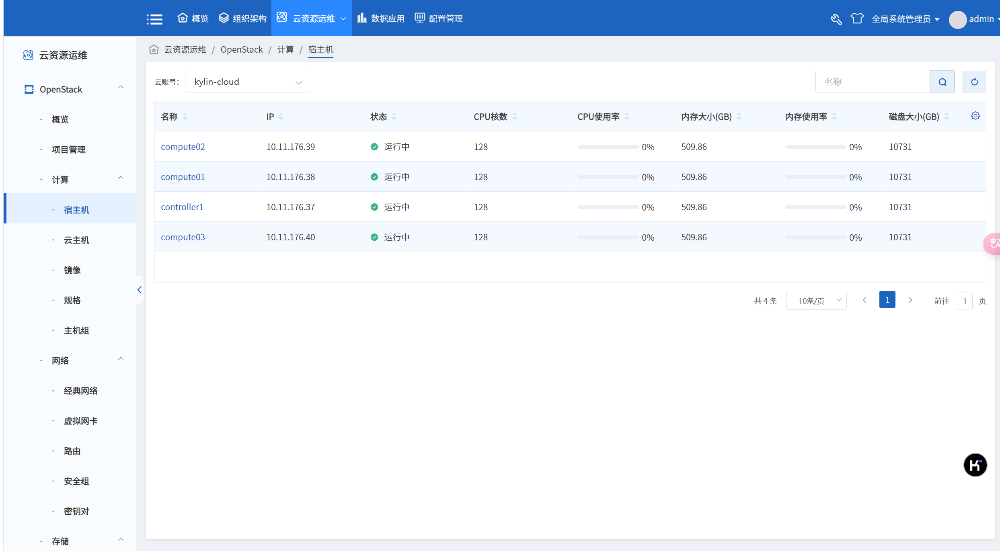 概览 组织架构 云资源运维 数据应用 配置管理 全局系统管理员 admin
云资源运维
OpenStack
概览
项目管理
计算
宿主机
云主机
镜像
规格
主机组
网络
经典网络
虚拟网卡
路由
安全组
密钥对
存储
云资源运维 / OpenStack / 计算 / 宿主机
云账号: kylin-cloud 名称
名称 IP 状态 CPU核数 CPU使用率 内存大小(GB) 内存使用率 磁盘大小(GB)
compute02 10.11.176.39 运行中 128 0% 509.86 0% 10731
compute01 10.11.176.38 运行中 128 0% 509.86 0% 10731
controller1 10.11.176.37 运行中 128 0% 509.86 0% 10731
compute03 10.11.176.40 运行中 128 0% 509.86 0% 10731
共 4 条 10条/页 1 前往 1 页
中A
K